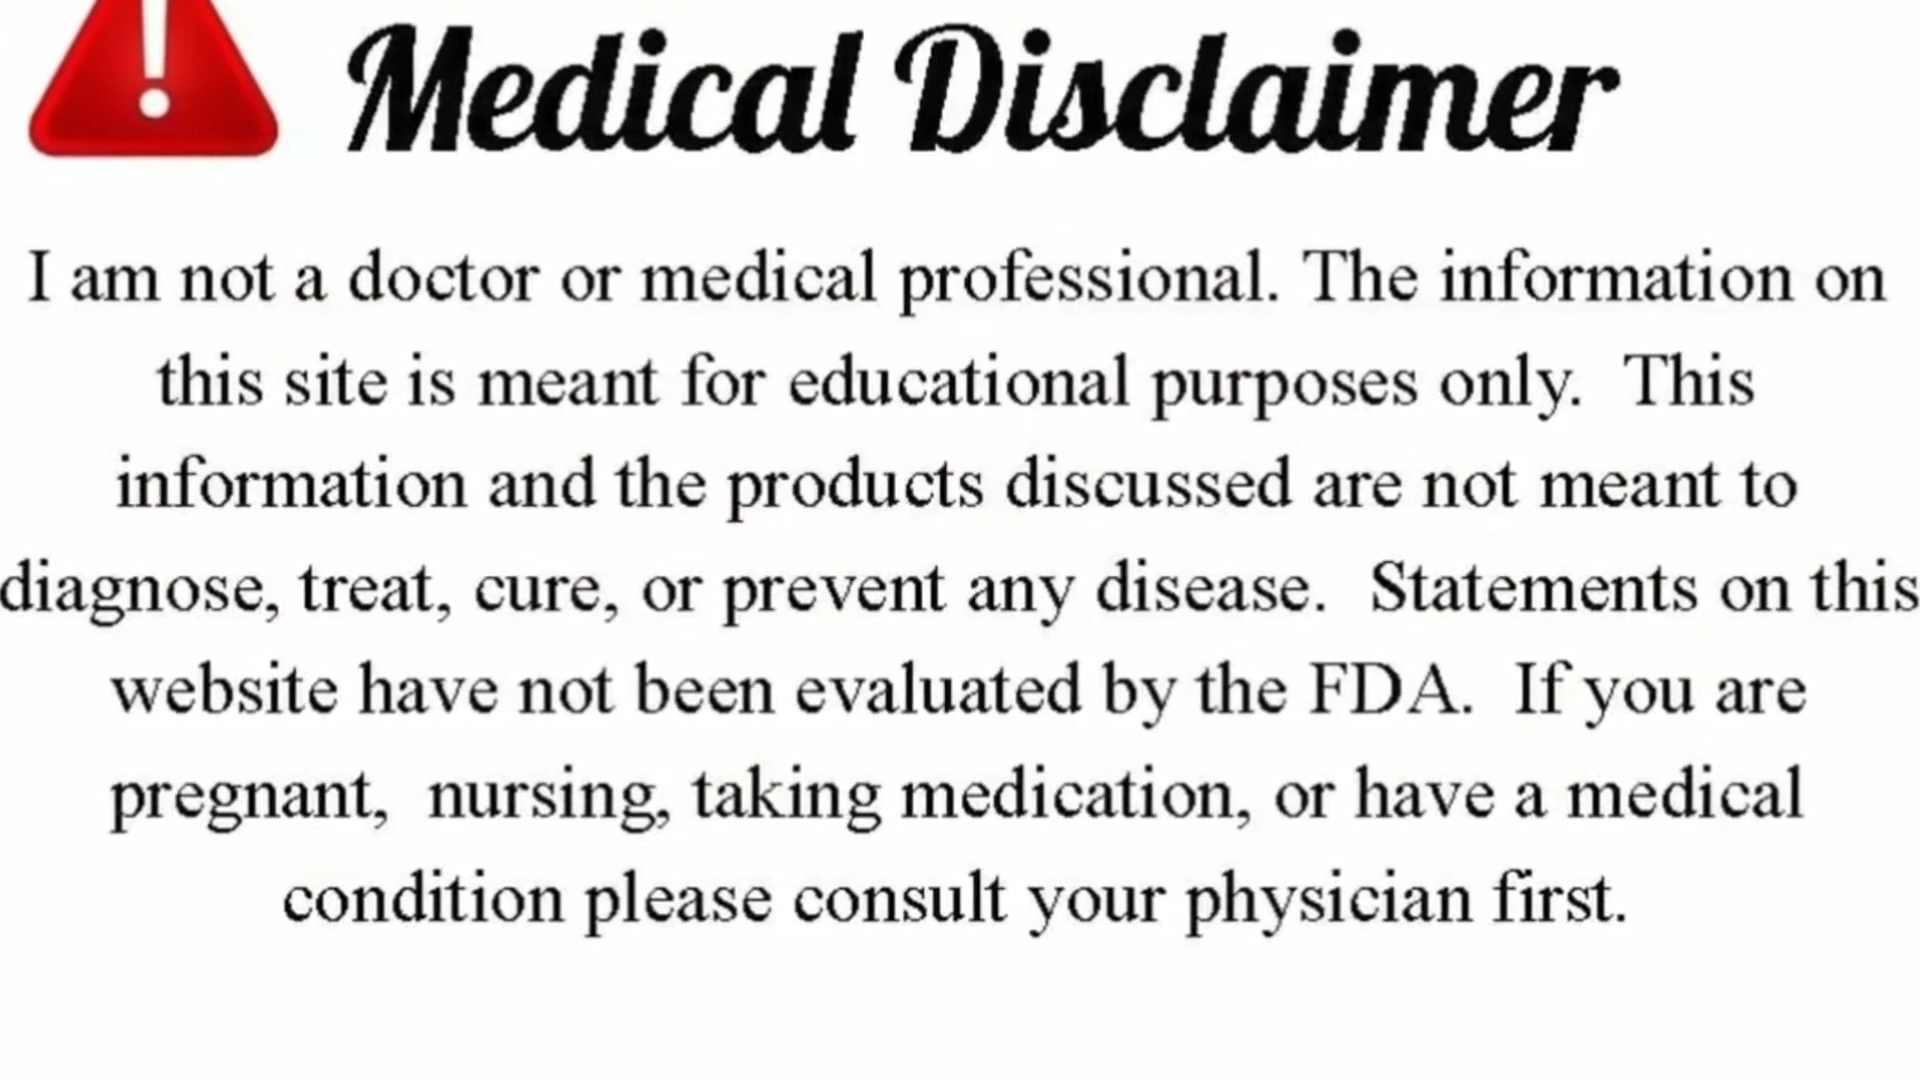 Medical Disclaimer
I am not a doctor or medical professional. The information on
this site is meant for educational purposes only.  This
information and the products discussed are not meant to
diagnose, treat, cure, or prevent any disease.  Statements on this
website have not been evaluated by the FDA.  If you are
pregnant,  nursing, taking medication, or have a medical
condition please consult your physician first.